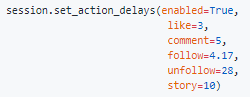 session.set_action_delays(enabled=True,
like=3,
comment=5,
follow=4.17,
unfollow=28,
story=10)